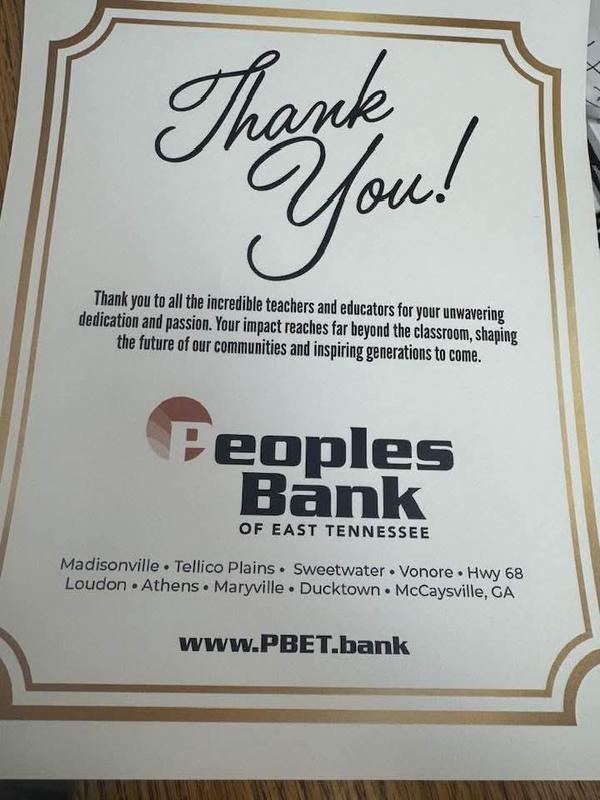 Thank
You!
Thank you to all the incredible teachers and educators for your unwavering
dedication and passion. Your impact reaches far beyond the classroom, shaping
the future of our communities and inspiring generations to come.
Peoples
Bank
OF EAST TENNESSEE
Madisonville • Tellico Plains • Sweetwater • Vonore • Hwy 68
Loudon • Athens • Maryville • Ducktown • McCaysville, GA
www.PBET.bank